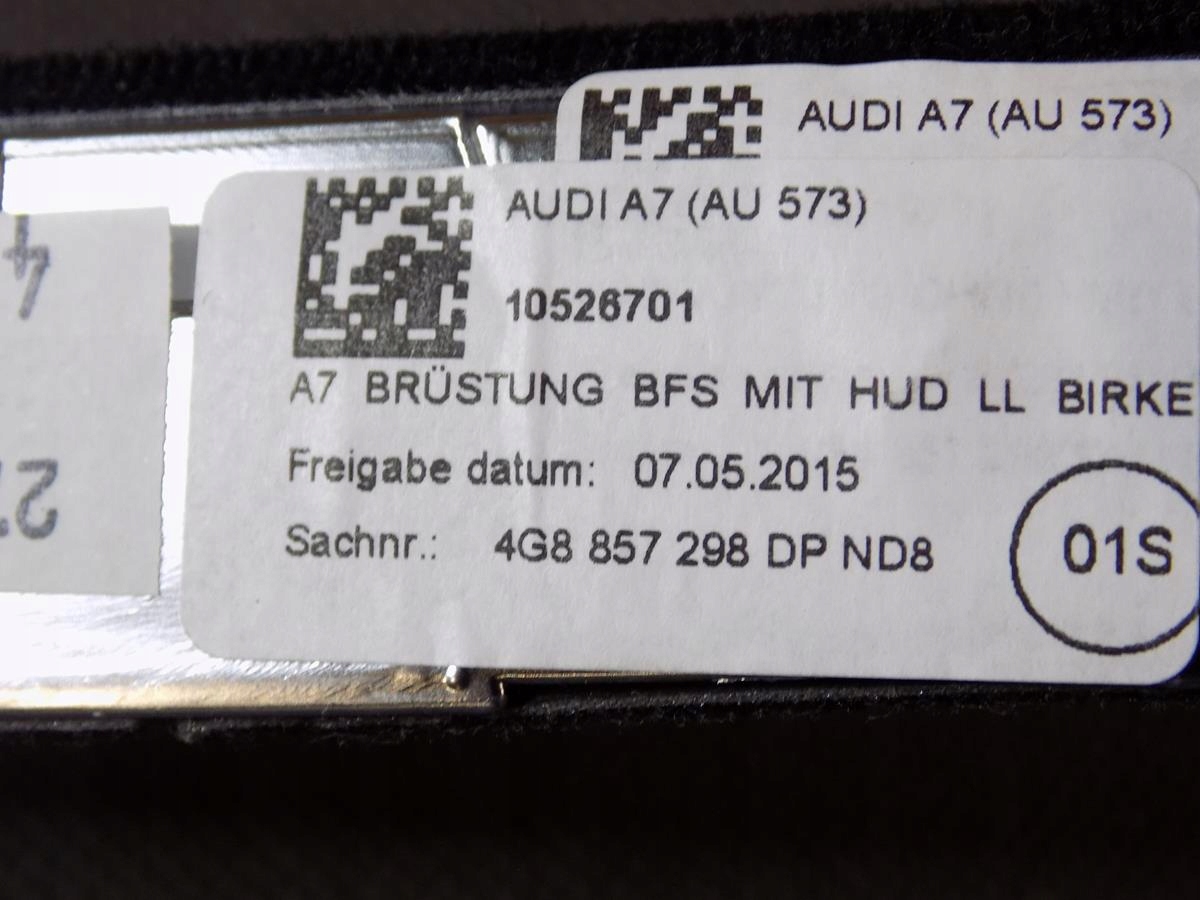 AUDI A7 (AU 573)
AUDI A7 (AU 573)
10526701
A7 BRÜSTUNG BFS MIT HUD LL BIRKE
Freigabe datum: 07.05.2015
Sachnr.: 4G8 857 298 DP ND8
01S
4